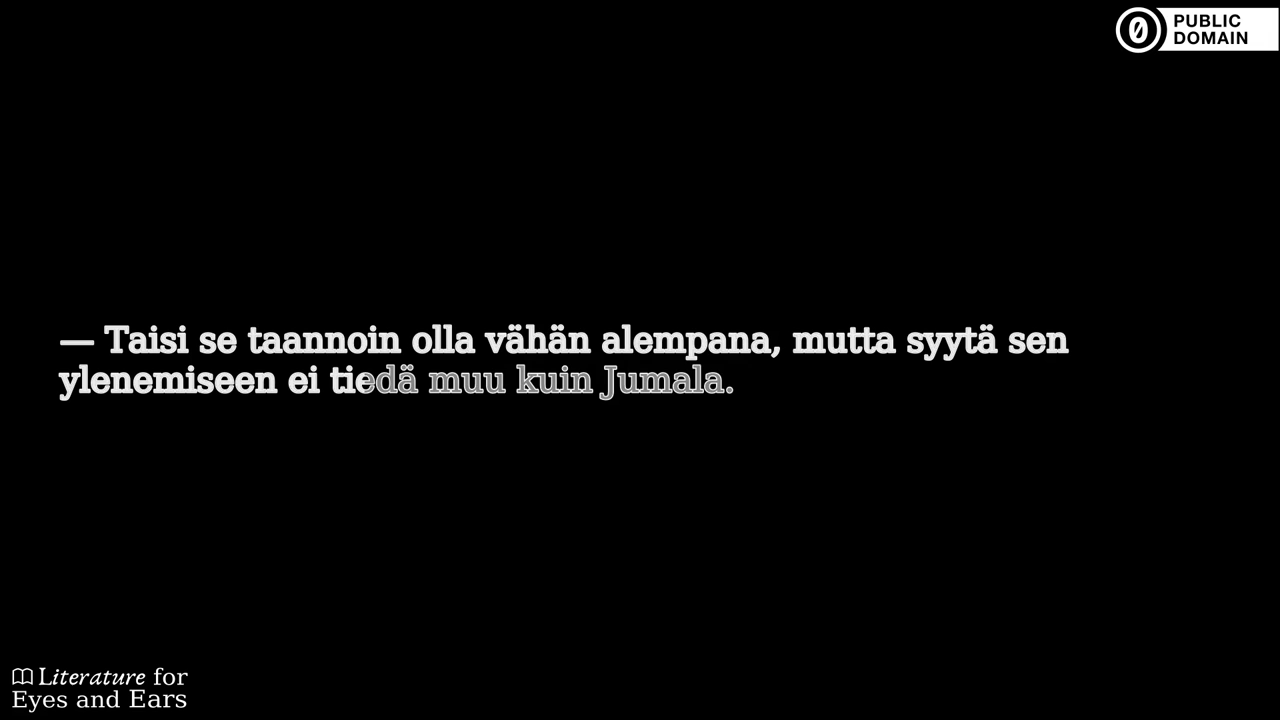 PUBLIC
DOMAIN
— Taisi se taannoin olla vähän alempana, mutta syytä sen
ylenemiseen ei tiedä muu kuin Jumala.
Literature for
Eyes and Ears